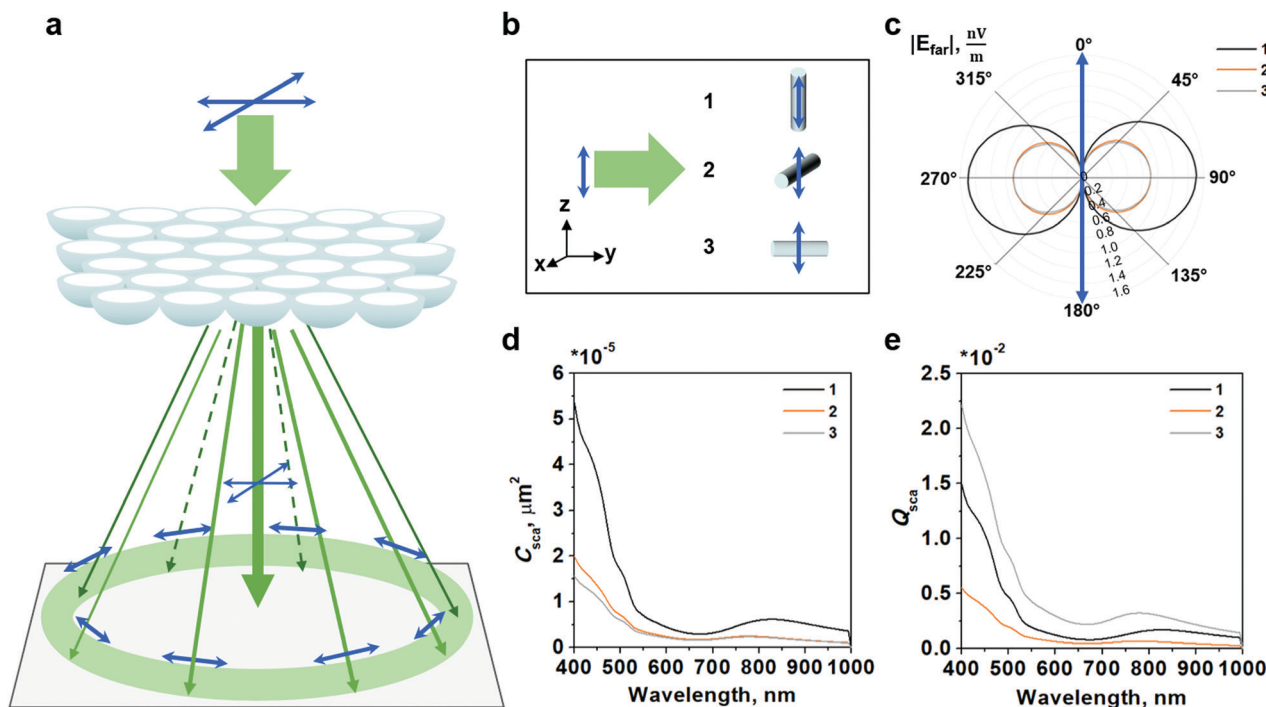 a
b
1
2
3
z
y
x
c
|E_far|, nV/m
0°
45°
90°
135°
180°
225°
270°
315°
0
0.2
0.4
0.6
0.8
1.0
1.2
1.4
1.6
1
2
3
d
*10⁻⁵
6
5
4
3
2
1
0
C_sca, μm²
400 500 600 700 800 900 1000
Wavelength, nm
1
2
3
e
*10⁻²
2.5
2.0
1.5
1.0
0.5
0.0
Q_sca
400 500 600 700 800 900 1000
Wavelength, nm
1
2
3